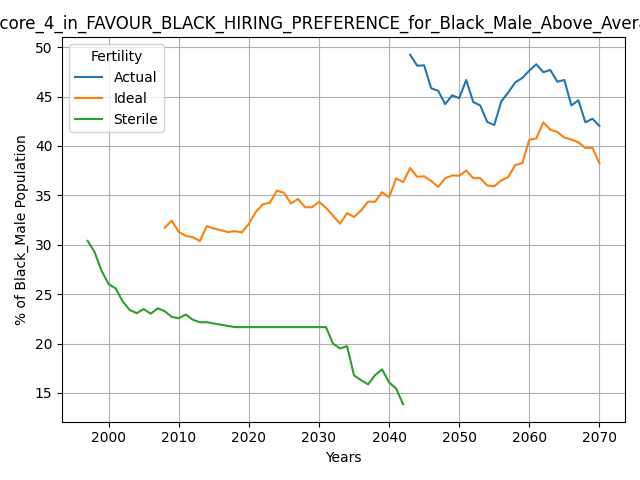 core_4_in_FAVOUR_BLACK_HIRING_PREFERENCE_for_Black_Male_Above_Avera
Fertility
Actual
Ideal
Sterile
% of Black_Male Population
50
45
40
35
30
25
20
15
2000 2010 2020 2030 2040 2050 2060 2070
Years